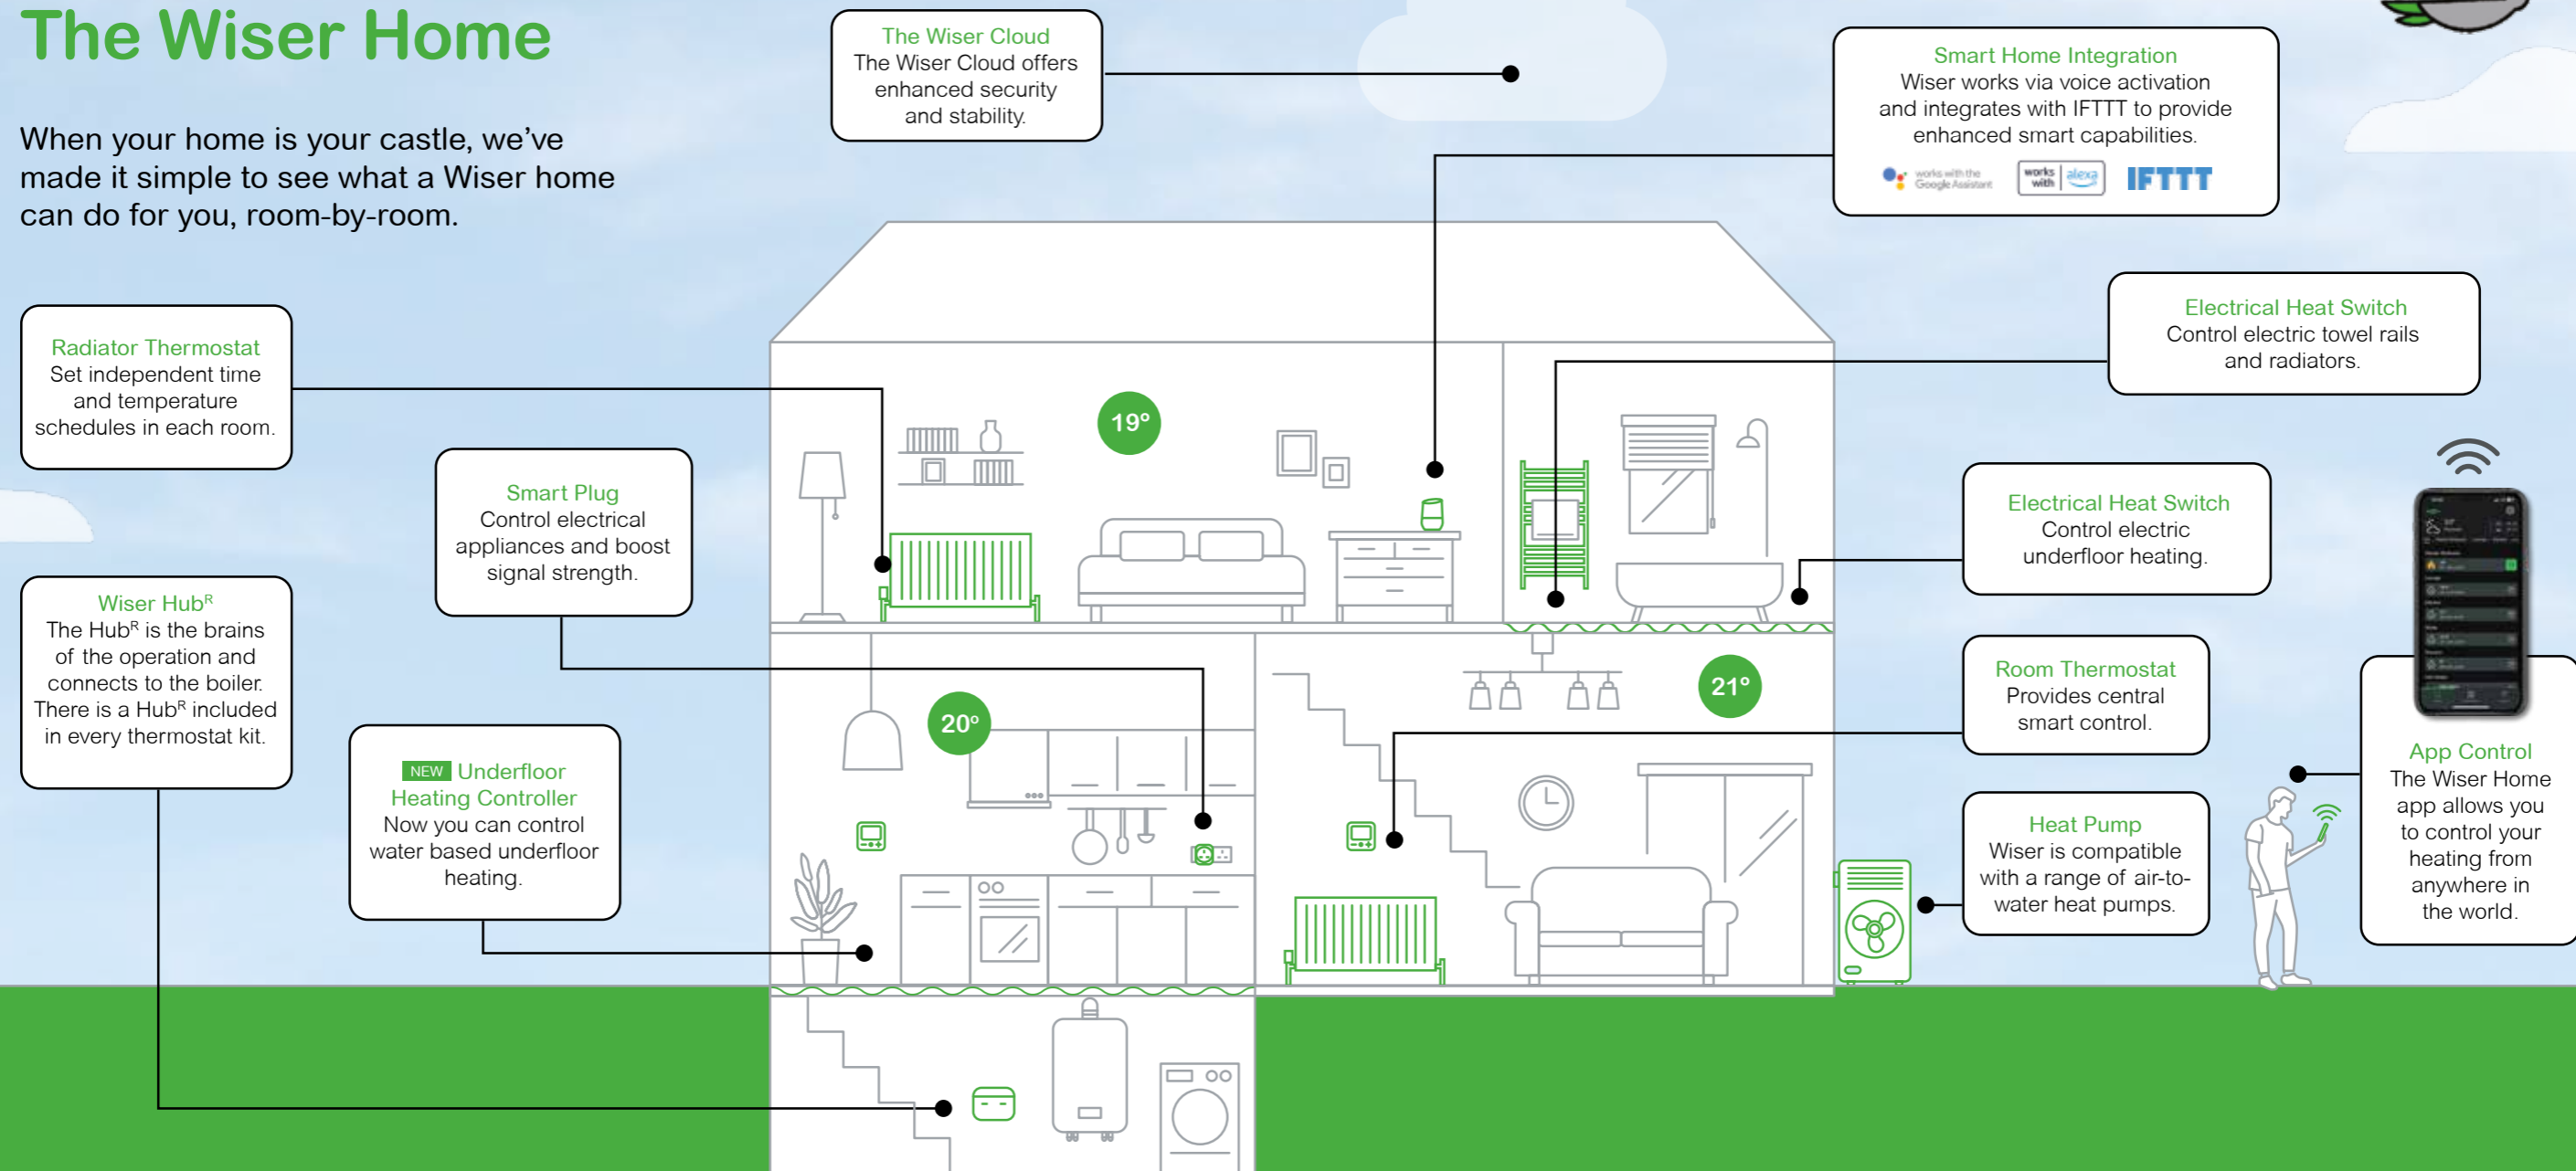 The Wiser Home
When your home is your castle, we've
made it simple to see what a Wiser home
can do for you, room-by-room.
The Wiser Cloud
The Wiser Cloud offers
enhanced security
and stability.
Smart Home Integration
Wiser works via voice activation
and integrates with IFTTT to provide
enhanced smart capabilities.
works with the
Google Assistant
works
with
alexa
IFTTT
Radiator Thermostat
Set independent time
and temperature
schedules in each room.
Smart Plug
Control electrical
appliances and boost
signal strength.
Wiser Hubᴿ
The Hubᴿ is the brains
of the operation and
connects to the boiler.
There is a Hubᴿ included
in every thermostat kit.
NEW Underfloor
Heating Controller
Now you can control
water based underfloor
heating.
19º
20º
21º
Electrical Heat Switch
Control electric towel rails
and radiators.
Electrical Heat Switch
Control electric
underfloor heating.
Room Thermostat
Provides central
smart control.
Heat Pump
Wiser is compatible
with a range of air-to-
water heat pumps.
App Control
The Wiser Home
app allows you
to control your
heating from
anywhere in
the world.